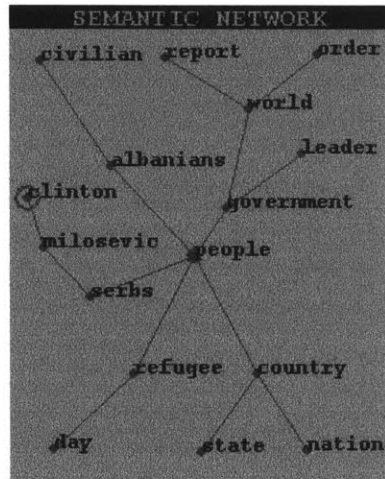 SEMANTIC NETWORK
civilian report order
world
albanians leader
clinton government
milosevic people
serbs
refugee country
day state nation